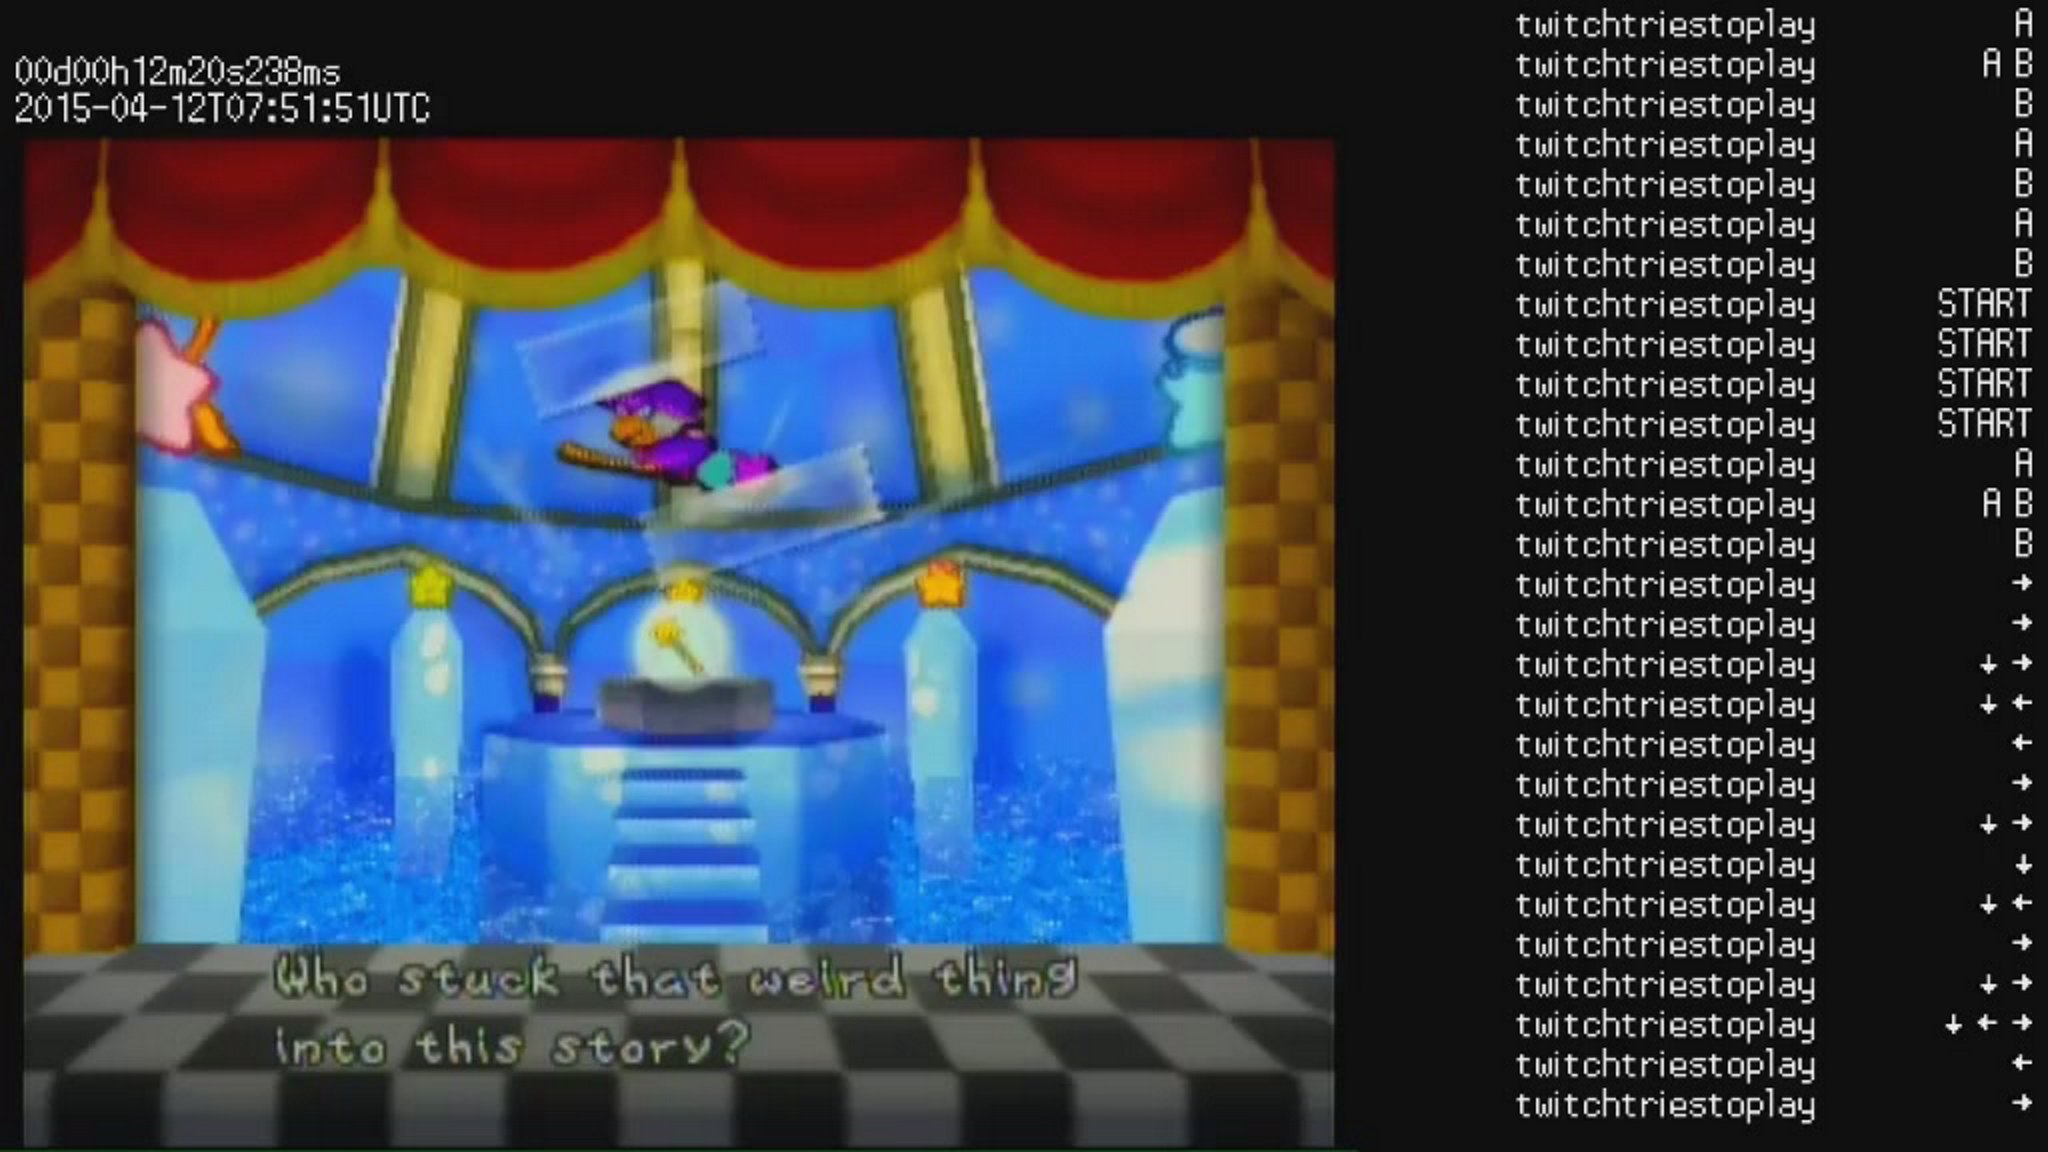 00d00h12m20s238ms
2015-04-12T07:51:51UTC
twitchtriestoplay A
twitchtriestoplay A B
twitchtriestoplay B
twitchtriestoplay A
twitchtriestoplay B
twitchtriestoplay A
twitchtriestoplay B
twitchtriestoplay START
twitchtriestoplay START
twitchtriestoplay START
twitchtriestoplay START
twitchtriestoplay A
twitchtriestoplay A B
twitchtriestoplay B
twitchtriestoplay →
twitchtriestoplay →
twitchtriestoplay ↓ →
twitchtriestoplay ↓ ←
twitchtriestoplay ←
twitchtriestoplay →
twitchtriestoplay ↓ →
twitchtriestoplay ↓
twitchtriestoplay ↓ ←
twitchtriestoplay →
twitchtriestoplay ↓ →
twitchtriestoplay ↓ ← →
twitchtriestoplay ←
twitchtriestoplay →
Who stuck that weird thing
into this story?